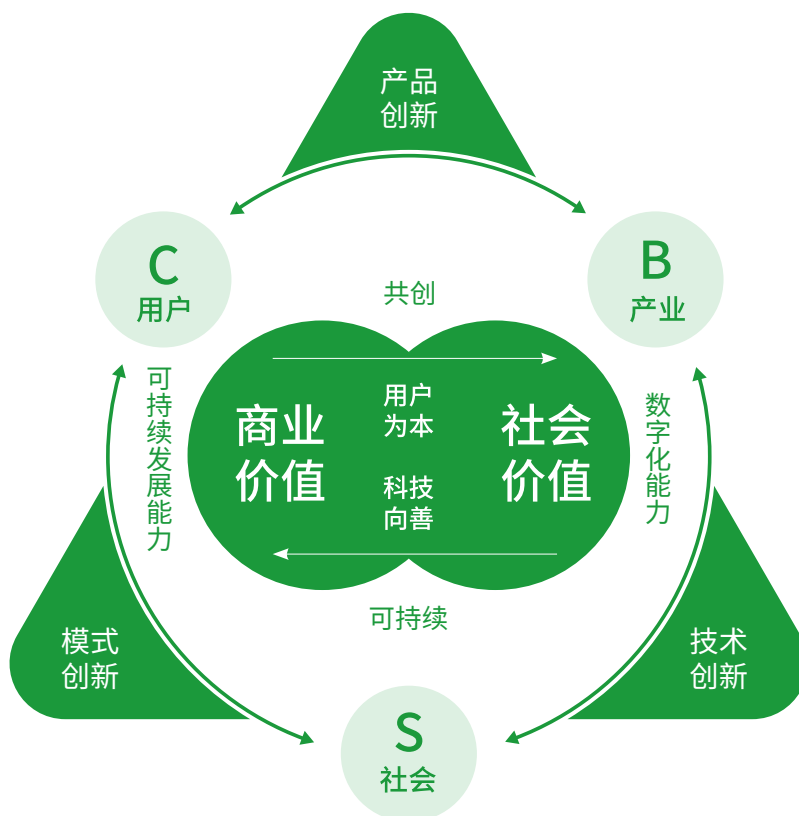 产品
创新
C
用户
B
产业
共创
可持续发展能力
商业
价值
用户
为本
科技
向善
社会
价值
数字化能力
可持续
模式
创新
技术
创新
S
社会